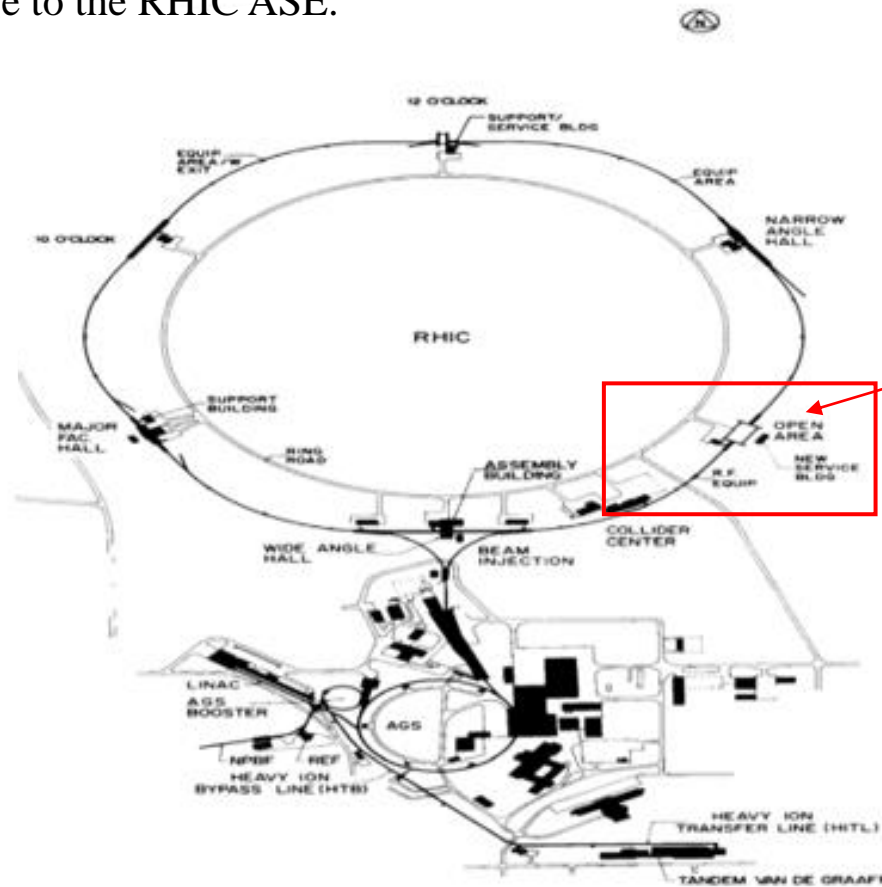 e to the RHIC ASE.
12 O'CLOCK
SUPPORT/
SERVICE BLDG
EQUIP
AREA/W
EXIT
EQUIP
AREA
NARROW
ANGLE
HALL
10 O'CLOCK
RHIC
SUPPORT
BUILDING
MAJOR
FAC.
HALL
OPEN
AREA
RING
ROAD
ASSEMBLY
BUILDING
NEW
SERVICE
BLDG
R.F.
EQUIP
COLLIDER
CENTER
WIDE ANGLE
HALL
BEAM
INJECTION
LINAC
AGS
BOOSTER
AGS
NPBF
REF
HEAVY ION
BYPASS LINE (HTB)
HEAVY ION
TRANSFER LINE (HITL)
TANDEM VAN DE GRAAFF